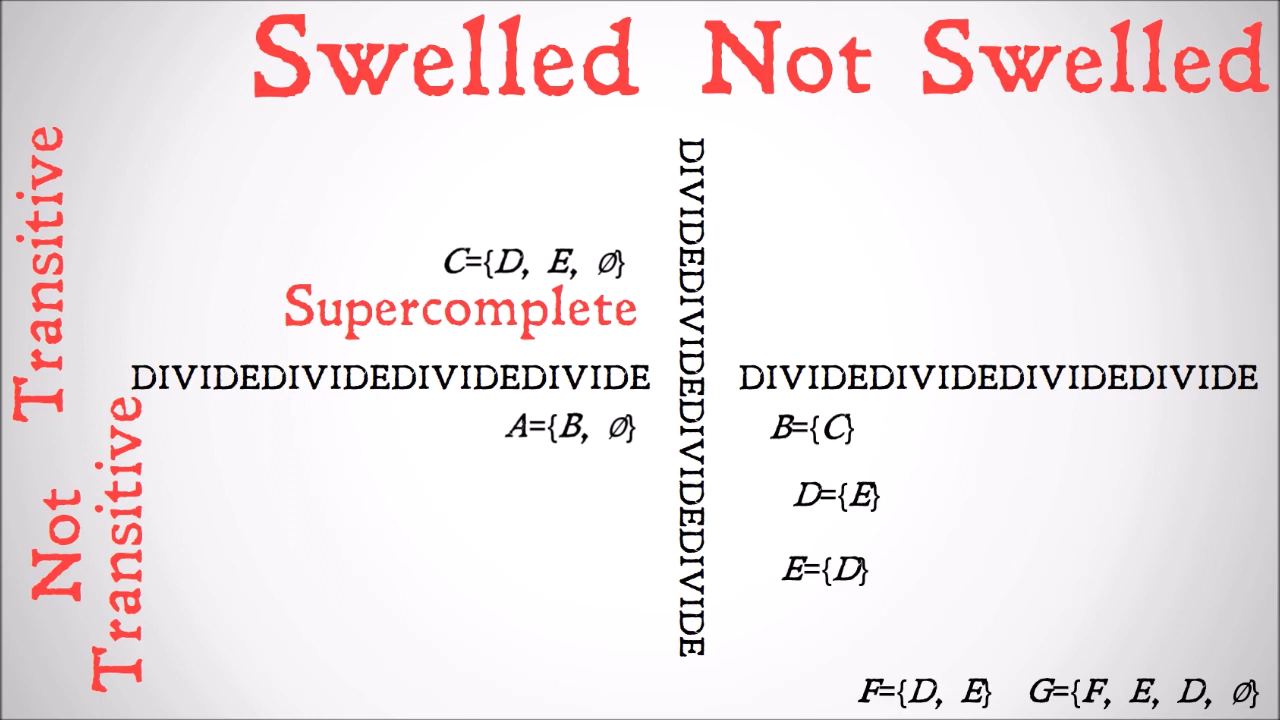 Swelled Not Swelled
Not Transitive
Transitive
DIVIDEDIVIDEDIVIDEDIVIDE
C={D, E, ∅}
Supercomplete
DIVIDEDIVIDEDIVIDEDIVIDE DIVIDEDIVIDEDIVIDEDIVIDE
A={B, ∅} B={C}
D={E}
E={D}
F={D, E} G={F, E, D, ∅}